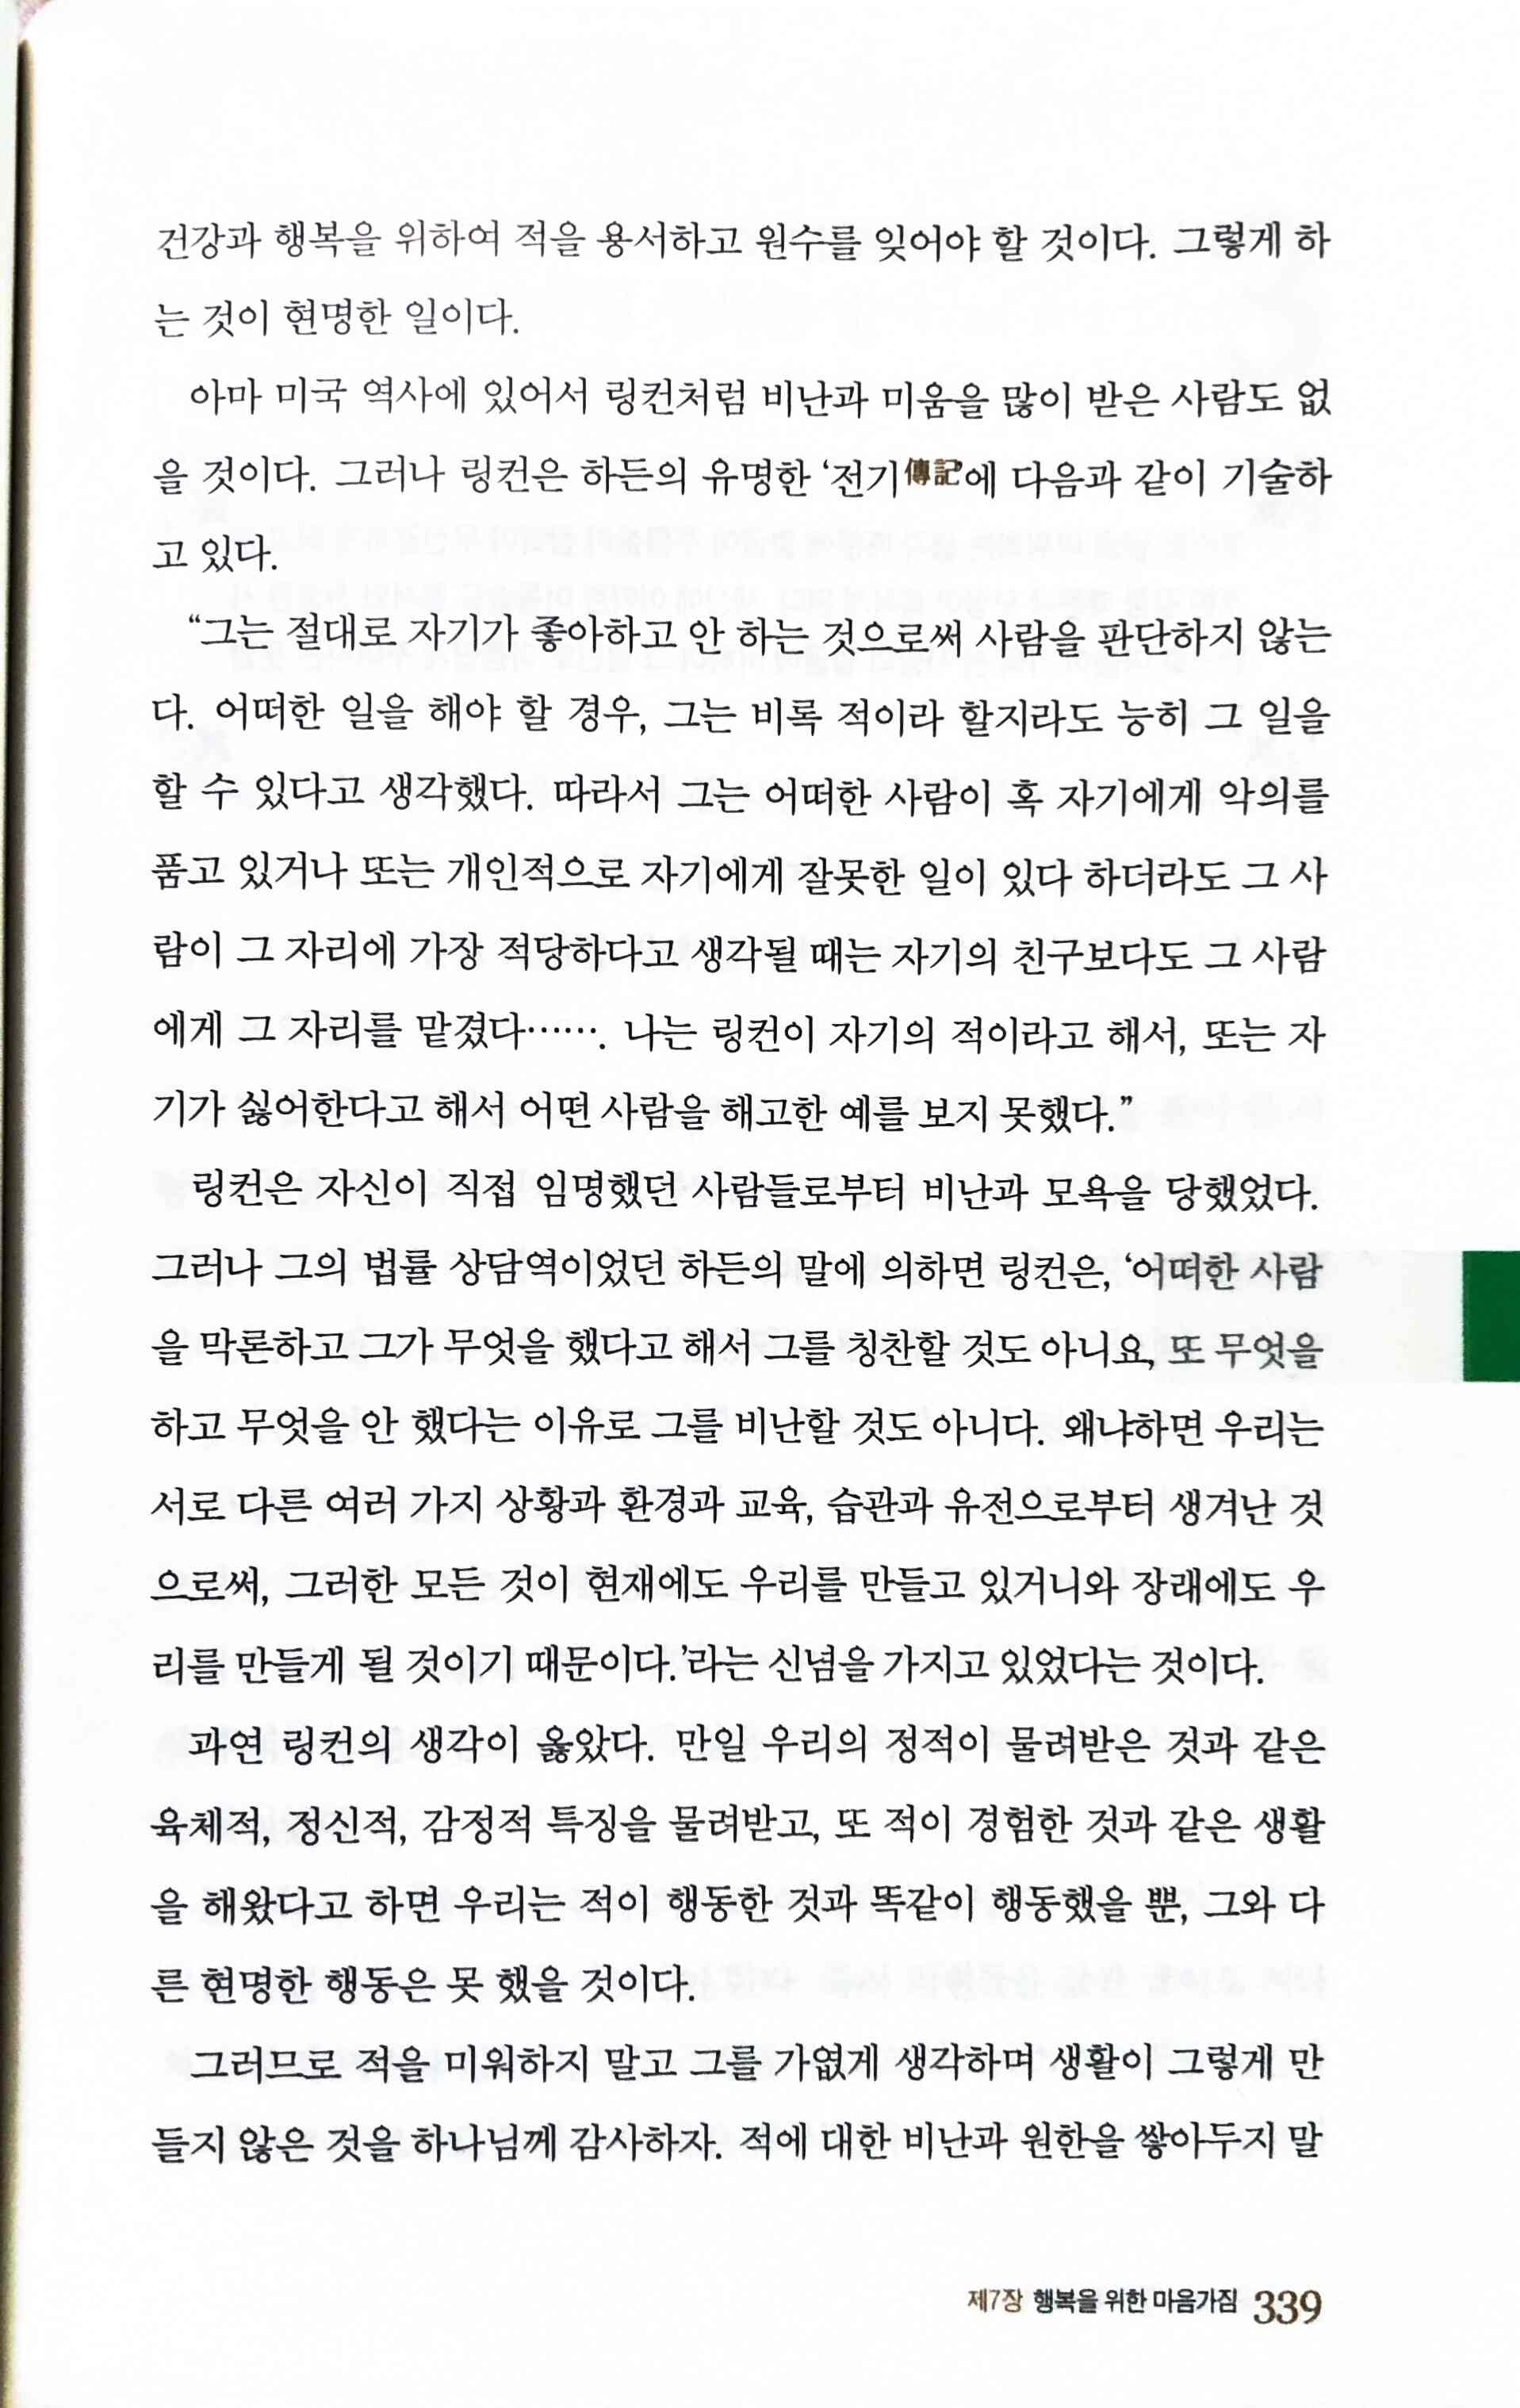 건강과 행복을 위하여 적을 용서하고 원수를 잊어야 할 것이다. 그렇게 하
는 것이 현명한 일이다.
아마 미국 역사에 있어서 링컨처럼 비난과 미움을 많이 받은 사람도 없
을 것이다. 그러나 링컨은 하든의 유명한 ‘전기傳記’에 다음과 같이 기술하
고 있다.
“그는 절대로 자기가 좋아하고 안 하는 것으로써 사람을 판단하지 않는
다. 어떠한 일을 해야 할 경우, 그는 비록 적이라 할지라도 능히 그 일을
할 수 있다고 생각했다. 따라서 그는 어떠한 사람이 혹 자기에게 악의를
품고 있거나 또는 개인적으로 자기에게 잘못한 일이 있다 하더라도 그 사
람이 그 자리에 가장 적당하다고 생각될 때는 자기의 친구보다도 그 사람
에게 그 자리를 맡겼다……. 나는 링컨이 자기의 적이라고 해서, 또는 자
기가 싫어한다고 해서 어떤 사람을 해고한 예를 보지 못했다.”
링컨은 자신이 직접 임명했던 사람들로부터 비난과 모욕을 당했었다.
그러나 그의 법률 상담역이었던 하든의 말에 의하면 링컨은, ‘어떠한 사람
을 막론하고 그가 무엇을 했다고 해서 그를 칭찬할 것도 아니요, 또 무엇을
하고 무엇을 안 했다는 이유로 그를 비난할 것도 아니다. 왜냐하면 우리는
서로 다른 여러 가지 상황과 환경과 교육, 습관과 유전으로부터 생겨난 것
으로써, 그러한 모든 것이 현재에도 우리를 만들고 있거니와 장래에도 우
리를 만들게 될 것이기 때문이다.’라는 신념을 가지고 있었다는 것이다.
과연 링컨의 생각이 옳았다. 만일 우리의 정적이 물려받은 것과 같은
육체적, 정신적, 감정적 특징을 물려받고, 또 적이 경험한 것과 같은 생활
을 해왔다고 하면 우리는 적이 행동한 것과 똑같이 행동했을 뿐, 그와 다
른 현명한 행동은 못 했을 것이다.
그러므로 적을 미워하지 말고 그를 가엾게 생각하며 생활이 그렇게 만
들지 않은 것을 하나님께 감사하자. 적에 대한 비난과 원한을 쌓아두지 말
제7장 행복을 위한 마음가짐 339